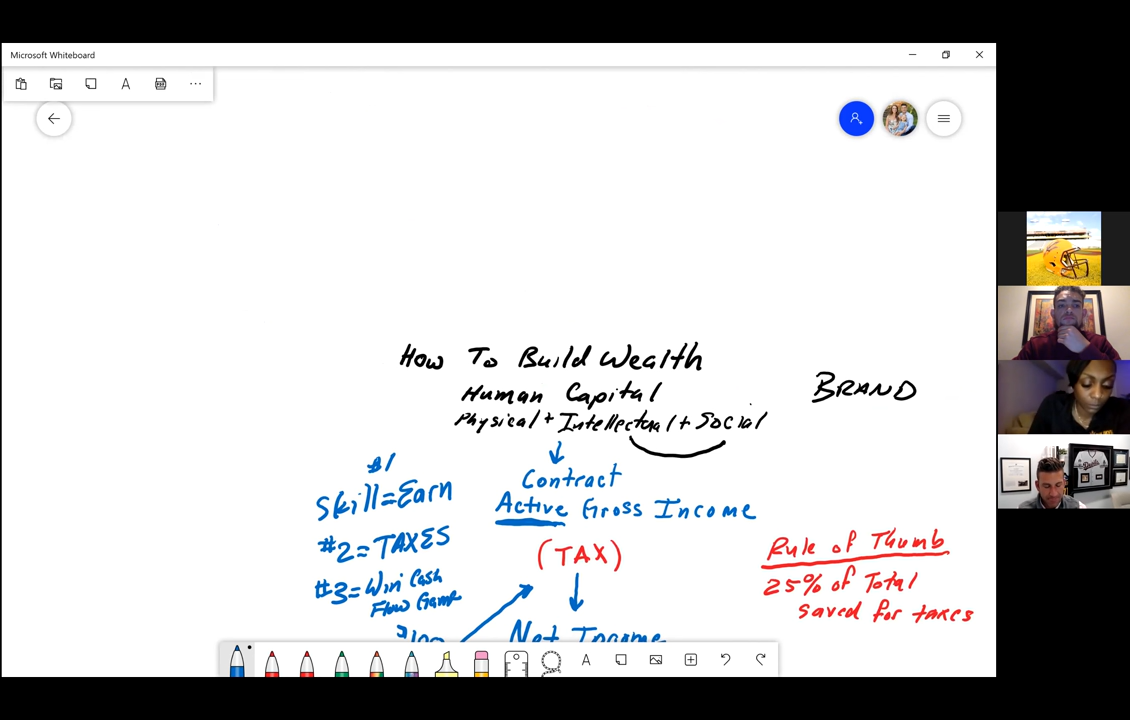 Microsoft Whiteboard
How To Build Wealth
Human Capital
Physical + Intellectual + Social
BRAND
Contract
Active Gross Income
(TAX)
Net Income
#1
Skill = Earn
#2 = TAXES
#3 = Win Cash
Flow Game
Rule of Thumb
25% of Total
saved for taxes